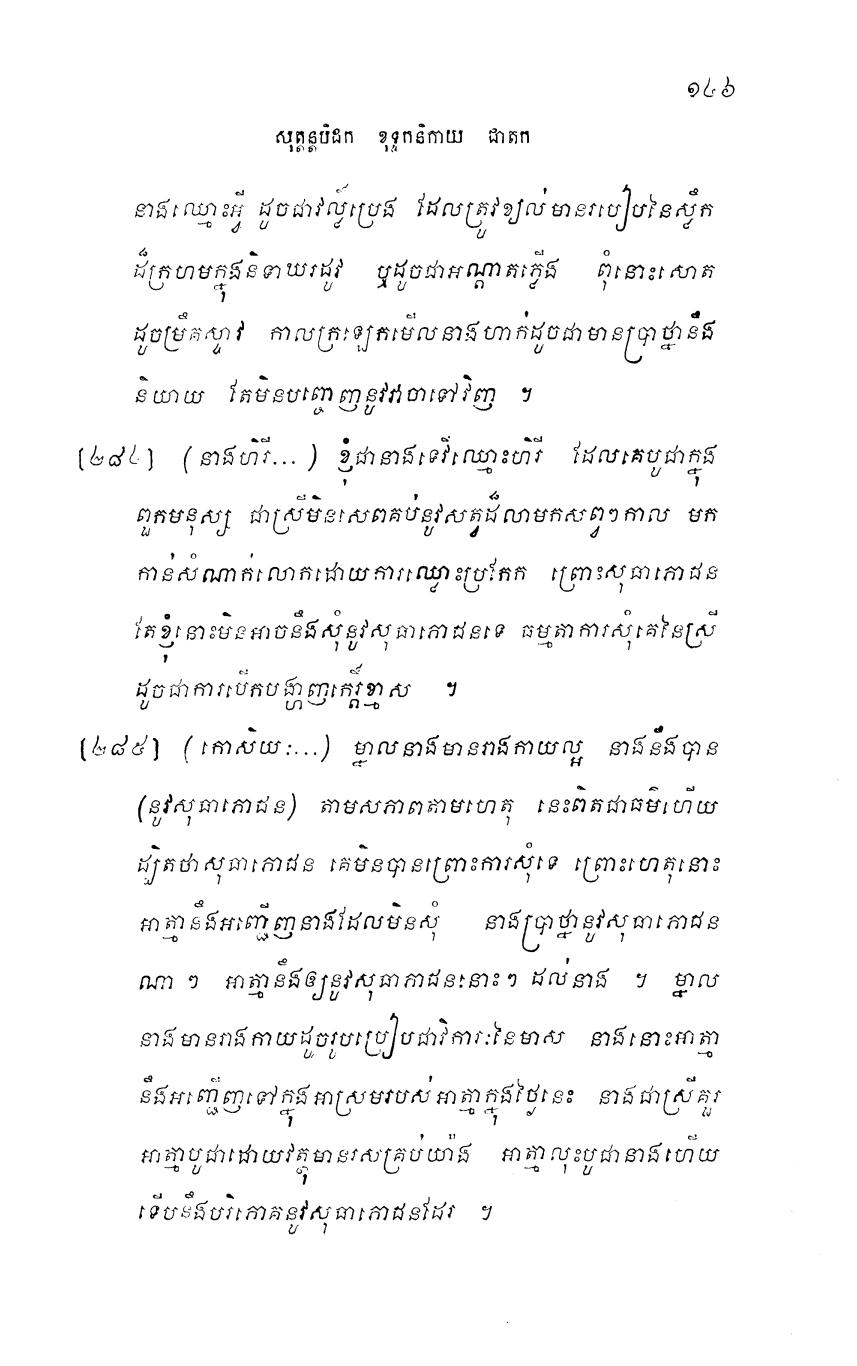 ១៤៦
សុត្តន្តបិដក ខុទ្ទកនិកាយ ជាតក
នាងឈ្មោះអ្វី ដូចជាវល្លិ៍ប្រេង ដែលត្រូវខ្យល់មានរបៀបនៃស្លឹក
ដ៏ក្រហមក្នុងនិទាឃរដូវ ឬដូចជាអណ្តាតភ្លើង ពុំនោះសោត
ដូចម្រឹគស្ទាវ កាលក្រឡេកមើលនាងហាក់ដូចជាមានប្រាថ្នានឹង
និយាយ តែមិនបញ្ចេញនូវវាចាទៅវិញ ។
[២៨៤] (នាងហិរី...) ខ្ញុំជានាងទេវីឈ្មោះហិរី ដែលគេបូជាក្នុង
ពួកមនុស្ស ជាស្រីមិនសេពគប់នូវសត្វដ៏លាមកសព្វៗកាល មក
កាន់សំណាក់លោកដោយការឈ្លោះប្រកែក ព្រោះសុធាភោជន
តែខ្ញុំនោះមិនអាចនឹងសុំនូវសុធាភោជនទេ ធម្មតាការសុំគេនៃស្រី
ដូចជាការបើកបង្ហាញកេរ្តិ៍ខ្មាស ។
[២៨៥] (កោសិយៈ...) ម្នាលនាងមានរាងកាយល្អ នាងនឹងបាន
(នូវសុធាភោជន) តាមសភាពតាមហេតុ នេះពិតជាធម៌ហើយ
ដ្បិតថាសុធាភោជន គេមិនបានព្រោះការសុំទេ ព្រោះហេតុនោះ
អាត្មានឹងអញ្ជើញនាងដែលមិនសុំ នាងប្រាថ្នានូវសុធាភោជន
ណា ៗ អាត្មានឹងឲ្យនូវសុធាភោជននោះ ៗ ដល់នាង ។ ម្នាល
នាងមានរាងកាយដូចរូបប្រៀបជាវិការៈនៃមាស នាងនោះអាត្មា
នឹងអញ្ជើញទៅក្នុងអាស្រមរបស់អាត្មាក្នុងថ្ងៃនេះ នាងជាស្រីគួរ
អាត្មាបូជាដោយវត្ថុមានរសគ្រប់យ៉ាង អាត្មាលុះបូជានាងហើយ
ទើបនឹងបរិភោគនូវសុធាភោជនដែរ ។